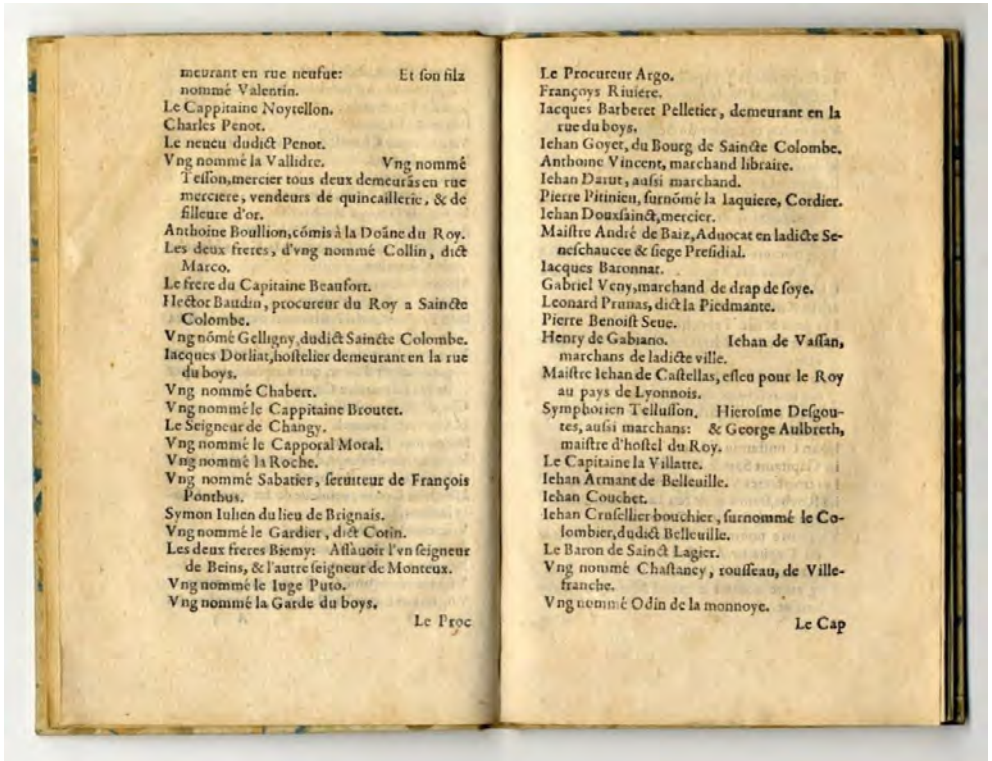 meurant en rue neufue: Et ſon filz
nommé Valentin.
Le Cappitaine Noytellon.
Charles Penot.
Le neueu dudict Penot.
Vng nommé la Vallidre. Vng nommé
Teſſon,mercier tous deux demeurãs en rue
merciere, vendeurs de quincaillerie, & de
filleure d'or.
Anthoine Boullion,cómis à la Doãne du Roy.
Les deux freres, d'vng nommé Collin, dict
Marco.
Le frere du Capitaine Beaufort.
Hector Baudin, procureur du Roy a Saincte
Colombe.
Vng nómé Gelligny,dudict Saincte Colombe.
Iacques Dorliat,hoſtelier demeurant en la rue
du boys.
Vng nommé Chabert.
Vng nommé le Cappitaine Broutet.
Le Seigneur de Changy.
Vng nommé le Capporal Moral.
Vng nommé la Roche.
Vng nommé Sabatier, ſeruiteur de François
Ponthus.
Symon Iulien du lieu de Brignais.
Vng nomme le Gardier, dict Cotin.
Les deux freres Biemy: Aſſauoir l'vn ſeigneur
de Beins, & l'autre ſeigneur de Monteux.
Vng nommé le Iuge Puto.
Vng nommé la Garde du boys.
Le Proc
Le Procureur Argo.
Françoys Riuiere.
Iacques Barberet Pelletier, demeurant en la
rue du boys.
Iehan Goyet, du Bourg de Saincte Colombe.
Anthoine Vincent, marchand libraire.
Iehan Darut, auſsi marchand.
Pierre Pitinieu, ſurnómé la Iaquiere, Cordier.
Iehan Douxſainct,mercier.
Maiſtre André de Baiz,Aduocat en ladicte Se-
neſchaucee & ſiege Preſidial.
Iacques Baronnat.
Gabriel Veny,marchand de drap de ſoye.
Leonard Prunas, dict la Piedmante.
Pierre Benoiſt Seue.
Henry de Gabiano. Iehan de Vaſſan,
marchans de ladicte ville.
Maiſtre Iehan de Caſtellas, eſleu pour le Roy
au pays de Lyonnois.
Symphorien Telluſſon. Hieroſme Deſgou-
tes, auſsi marchans: & George Aulbreth,
maiſtre d'hoſtel du Roy.
Le Capitaine la Villatte.
Iehan Armant de Belleuille.
Iehan Couchet.
Iehan Cruſellier bouchier, ſurnommé le Co-
lombier,dudict Belleuille.
Le Baron de Sainct Lagier.
Vng nommé Chaſtancy, rouſſeau, de Ville-
franche.
Vng nommé Odin de la monnoye.
Le Cap